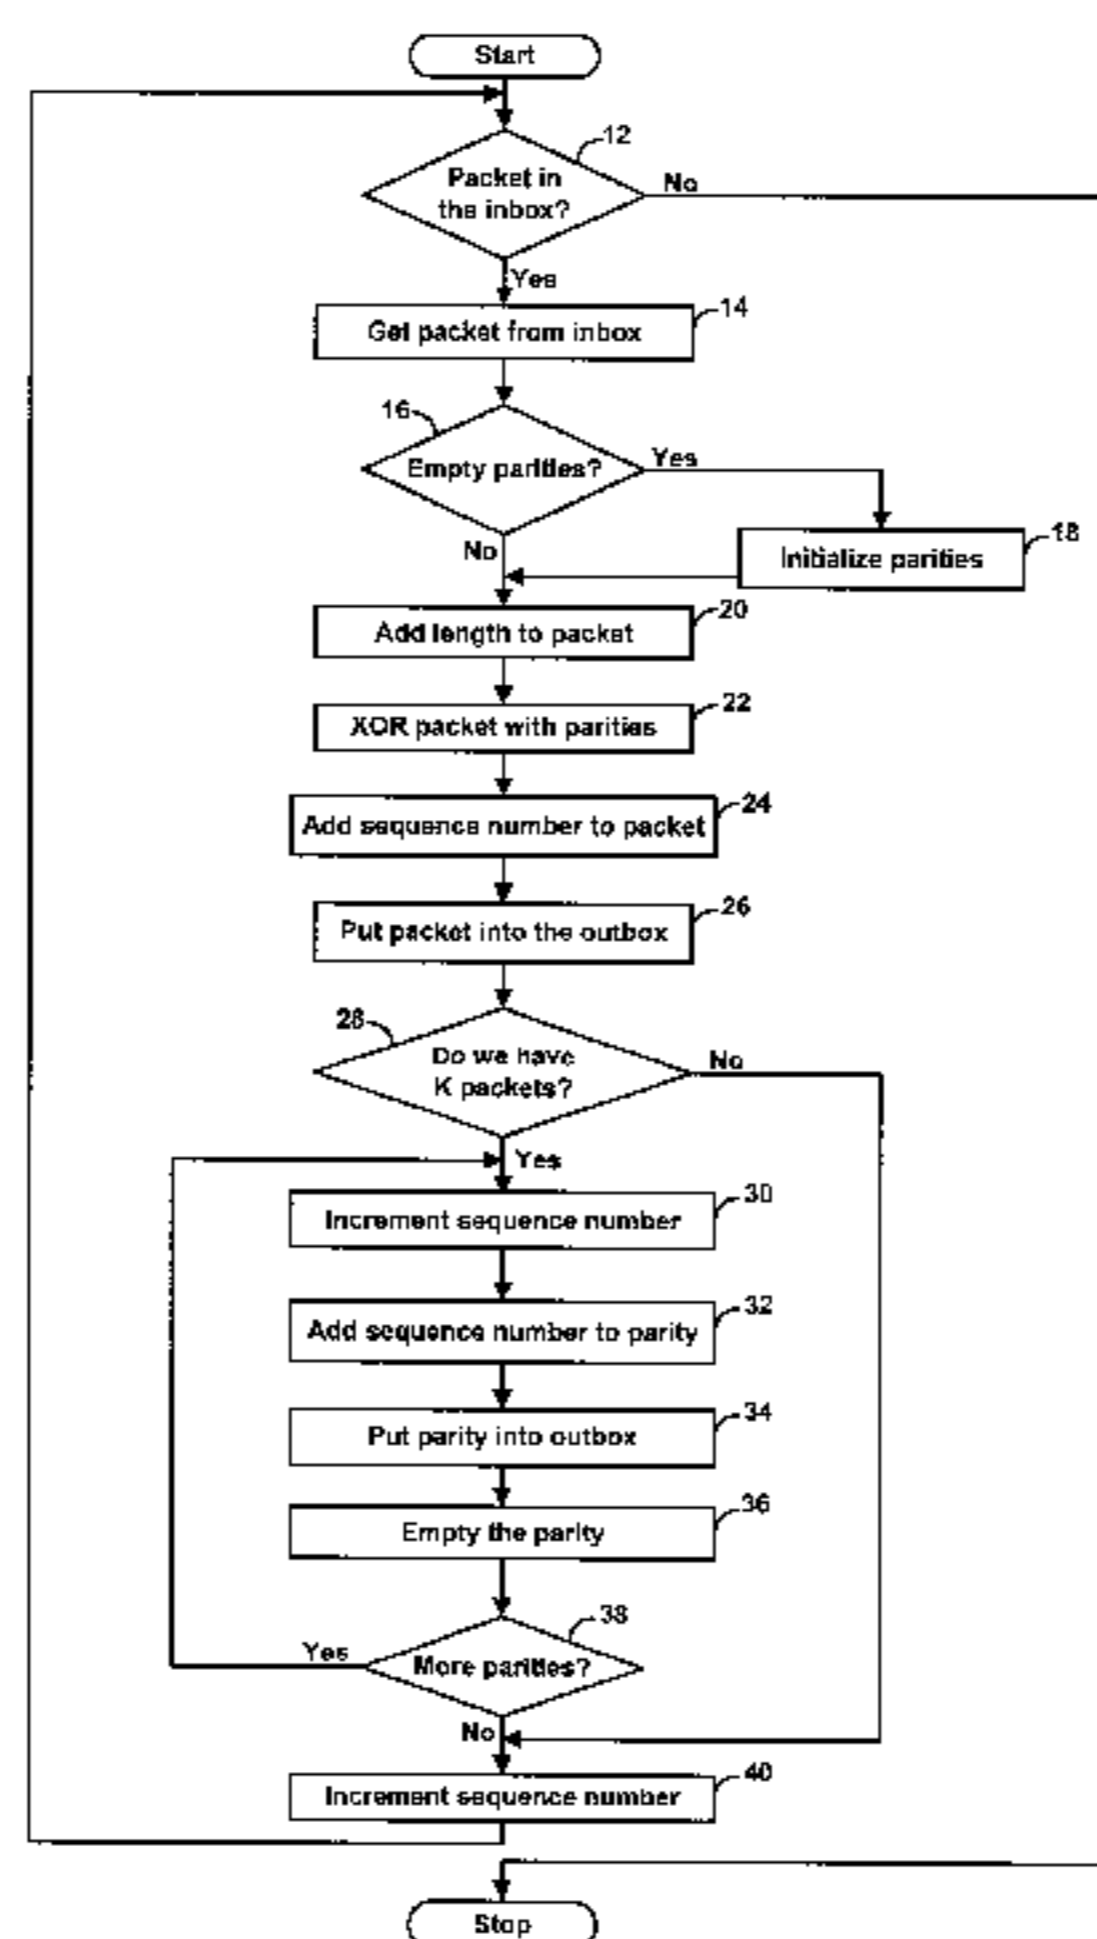 Start
12
Packet in
the inbox?
No
Yes
14
Get packet from inbox
16
Empty parities?
Yes
No
18
Initialize parities
20
Add length to packet
22
XOR packet with parities
24
Add sequence number to packet
26
Put packet into the outbox
28
Do we have
K packets?
No
Yes
30
Increment sequence number
32
Add sequence number to parity
34
Put parity into outbox
36
Empty the parity
38
Yes
More parities?
No
40
Increment sequence number
Stop